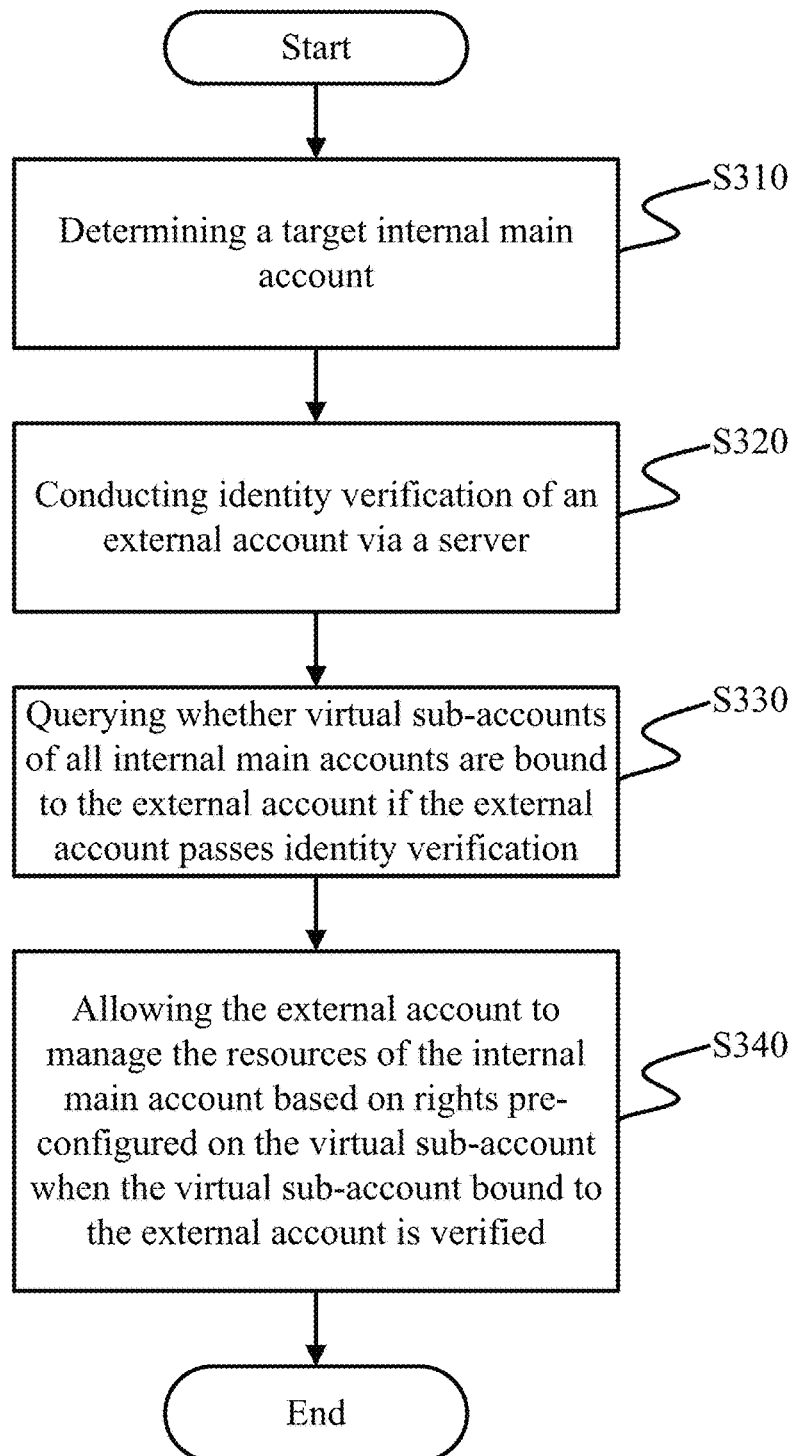 Start
S310
Determining a target internal main
account
S320
Conducting identity verification of an
external account via a server
S330
Querying whether virtual sub-accounts
of all internal main accounts are bound
to the external account if the external
account passes identity verification
S340
Allowing the external account to
manage the resources of the internal
main account based on rights pre-
configured on the virtual sub-account
when the virtual sub-account bound to
the external account is verified
End